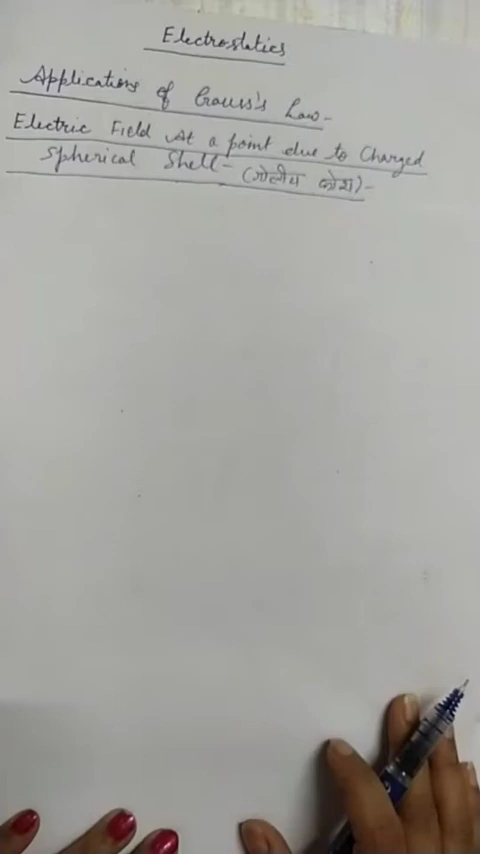 Electrostatics
Applications of Gauss's Law-
Electric Field At a point due to Charged
Spherical Shell- (गोलीय कोश)-